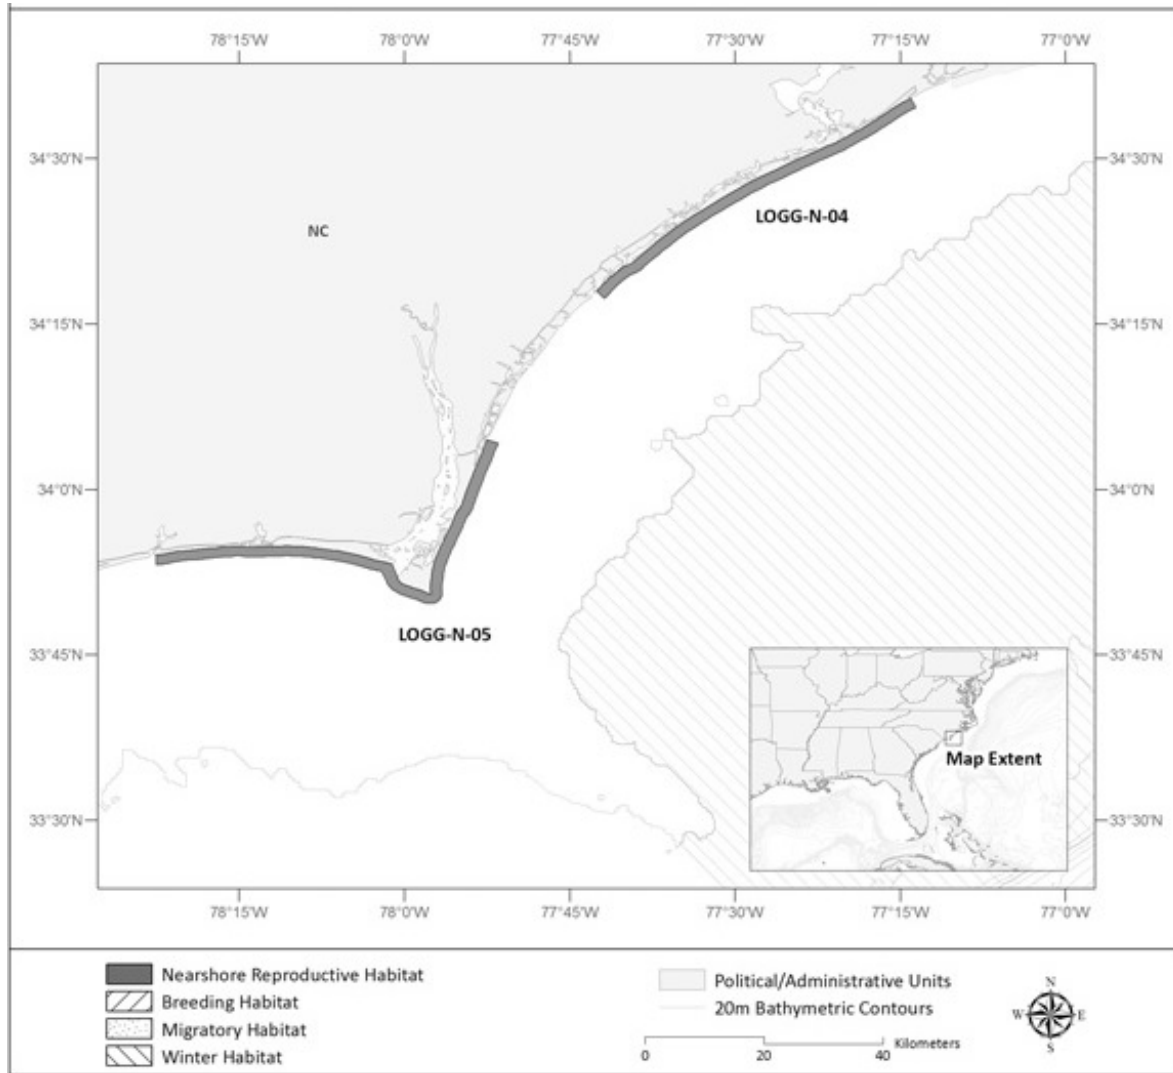 78°15'W 78°0'W 77°45'W 77°30'W 77°15'W 77°0'W
34°30'N 34°30'N
LOGG-N-04
NC
34°15'N 34°15'N
34°0'N 34°0'N
LOGG-N-05
33°45'N 33°45'N
Map Extent
33°30'N 33°30'N
78°15'W 78°0'W 77°45'W 77°30'W 77°15'W 77°0'W
Nearshore Reproductive Habitat
Breeding Habitat
Migratory Habitat
Winter Habitat
Political/Administrative Units
20m Bathymetric Contours
Kilometers
0 20 40
N
W E
S